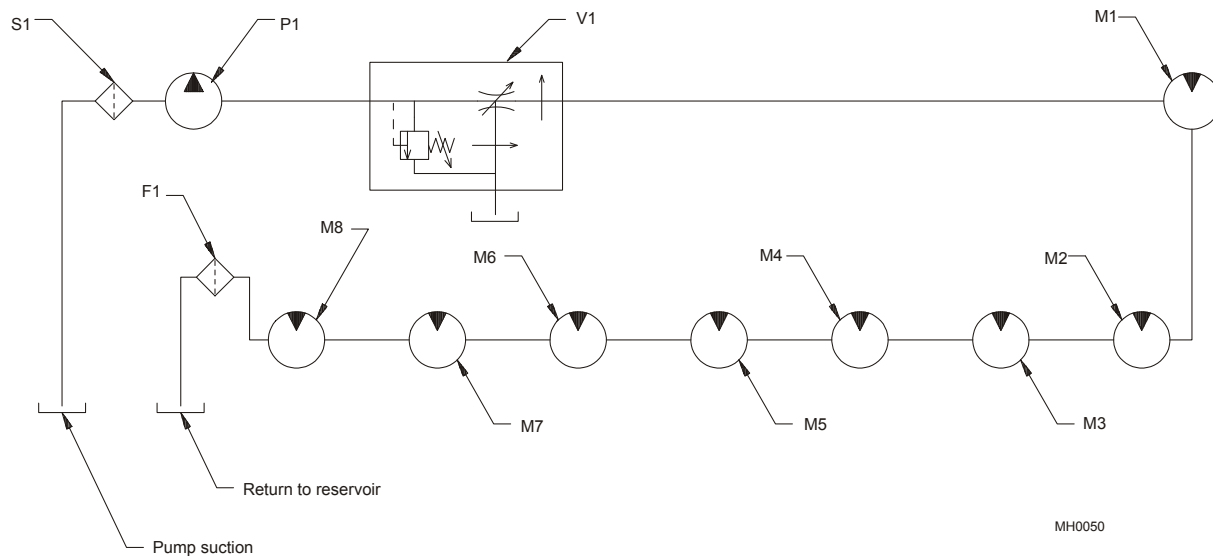 S1
P1
V1
M1
F1
M8
M6
M4
M2
M7
M5
M3
Return to reservoir
Pump suction
MH0050